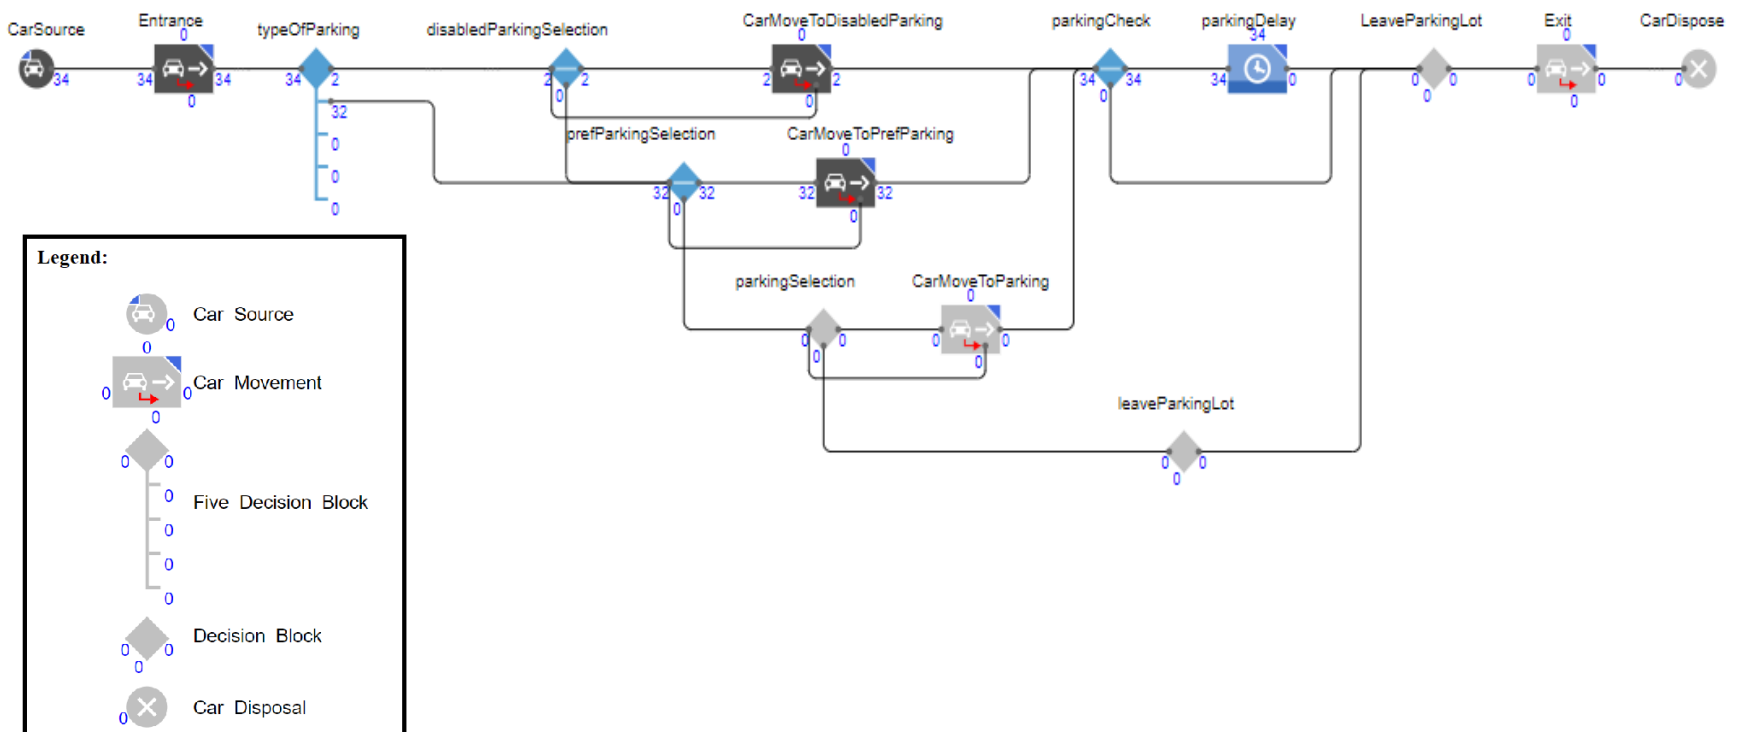 CarSource
Entrance
typeOfParking
disabledParkingSelection
CarMoveToDisabledParking
parkingCheck
parkingDelay
LeaveParkingLot
Exit
CarDispose
0
0
34
0
34 34 34 34 2 2 2 2 2 34 34 34 0 0 0 0 0 0
0 0 0 0 0 0
32
prefParkingSelection
CarMoveToPrefParking
0
0
0
32 32 32 32
0
0
0
parkingSelection
CarMoveToParking
0
0 0 0 0
0
0
leaveParkingLot
0 0
0
Legend:
Car Source
0
0
0 0
Car Movement
0
0 0
0
Five Decision Block
0
0
0
Decision Block
0 0
0
Car Disposal
0